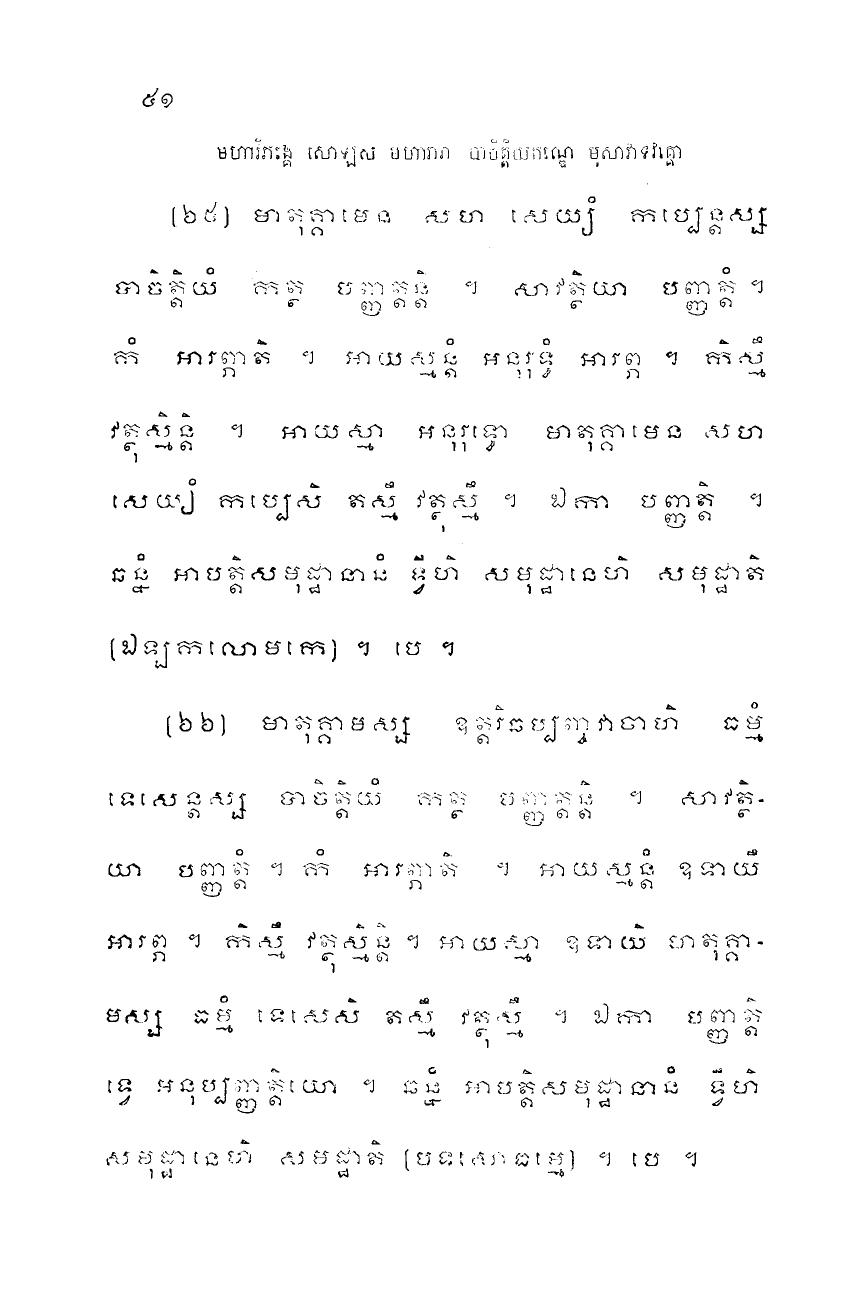 ៥១
មហាវិភង្គេ សោឡស មហាវារា បាចិត្តិយកណ្ឌេ មុសាវាទវគ្គោ
(៦៥) មាតុគ្គាមេន សហ សេយ្យំ កប្បេន្តស្ស
បាចិត្តិយំ កត្ថ បញ្ញត្តន្តិ ។ សាវត្ថិយា បញ្ញត្តំ ។
កំ អារព្ភាតិ ។ អាយស្មន្តំ អនុរុទ្ធំ អារព្ភ ។ កិស្មឹ
វត្ថុស្មិន្តិ ។ អាយស្មា អនុរុទ្ធោ មាតុគ្គាមេន សហ
សេយ្យំ កប្បេសិ តស្មឹ វត្ថុស្មឹ ។ ឯកា បញ្ញត្តិ ។
ឆន្នំ អាបត្តិសមុដ្ឋានានំ ទ្វីហិ សមុដ្ឋានេហិ សមុដ្ឋាតិ
(ឯឡកលោមកេ) ។ បេ ។
(៦៦) មាតុគ្គាមស្ស ឧត្តរិឆប្បញ្ចវាចាហិ ធម្មំ
ទេសេន្តស្ស បាចិត្តិយំ កត្ថ បញ្ញត្តន្តិ ។ សាវត្ថិ-
យា បញ្ញត្តំ ។ កំ អារព្ភាតិ ។ អាយស្មន្តំ ឧទាយឹ
អារព្ភ ។ កិស្មឹ វត្ថុស្មិន្តិ ។ អាយស្មា ឧទាយិ មាតុគ្គា-
មស្ស ធម្មំ ទេសេសិ តស្មឹ វត្ថុស្មឹ ។ ឯកា បញ្ញត្តិ
ទ្វេ អនុប្បញ្ញត្តិយោ ។ ឆន្នំ អាបត្តិសមុដ្ឋានានំ ទ្វីហិ
សមុដ្ឋានេហិ សមដ្ឋាតិ (បទសោធម្មេ) ។ បេ ។